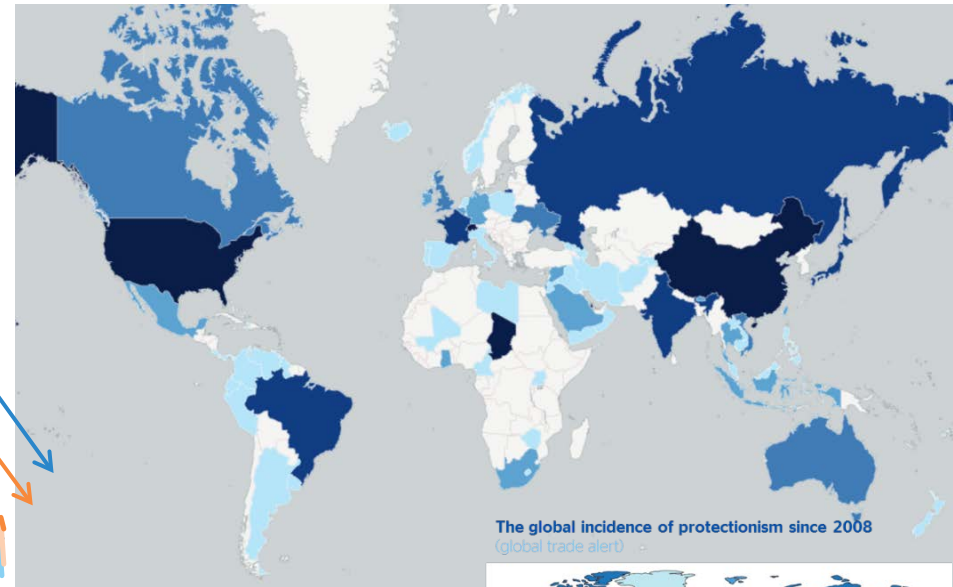 The global incidence of protectionism since 2008
(global trade alert)